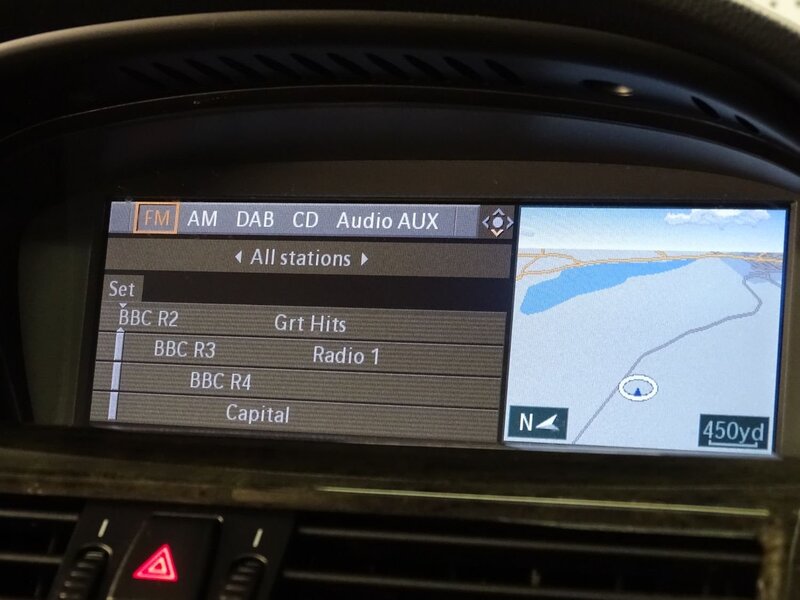 FM AM DAB CD Audio AUX
All stations
Set
BBC R2 Grt Hits
BBC R3 Radio 1
BBC R4
Capital
N
450yd